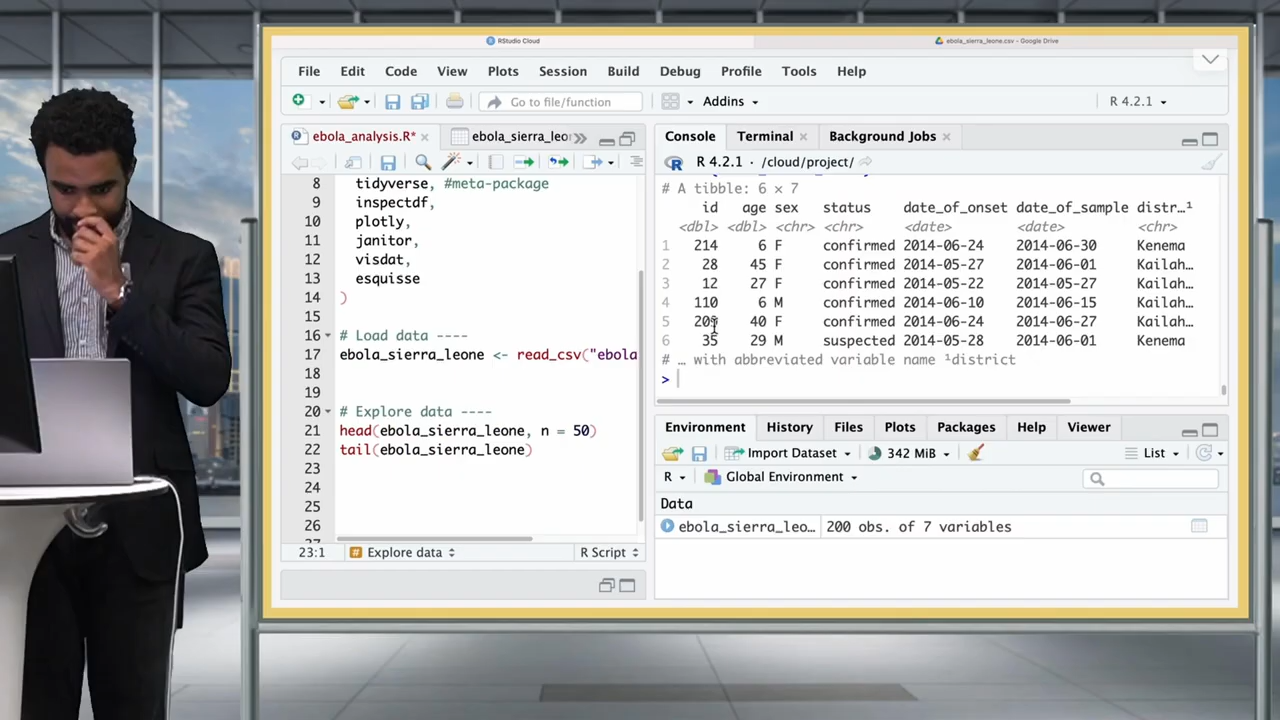 RStudio Cloud
ebola_sierra_leone.csv - Google Drive
File Edit Code View Plots Session Build Debug Profile Tools Help
Go to file/function
Addins
R 4.2.1
ebola_analysis.R*
ebola_sierra_leo
8 tidyverse, #meta-package
9 inspectdf,
10 plotly,
11 janitor,
12 visdat,
13 esquisse
14 )
15
16 # Load data ----
17 ebola_sierra_leone <- read_csv("ebola
18
19
20 # Explore data ----
21 head(ebola_sierra_leone, n = 50)
22 tail(ebola_sierra_leone)
23
24
25
26
23:1 # Explore data R Script
Console Terminal Background Jobs
R 4.2.1 · /cloud/project/
# A tibble: 6 × 7
id age sex status date_of_onset date_of_sample distr…¹
<dbl> <dbl> <chr> <chr> <date> <date> <chr>
1 214 6 F confirmed 2014-06-24 2014-06-30 Kenema
2 28 45 F confirmed 2014-05-27 2014-06-01 Kailah…
3 12 27 F confirmed 2014-05-22 2014-05-27 Kailah…
4 110 6 M confirmed 2014-06-10 2014-06-15 Kailah…
5 40 F confirmed 2014-06-24 2014-06-27 Kailah…
6 35 29 M suspected 2014-05-28 2014-06-01 Kenema
# … with abbreviated variable name ¹district
>
Environment History Files Plots Packages Help Viewer
Import Dataset 342 MiB List
R Global Environment
Data
ebola_sierra_leo… 200 obs. of 7 variables